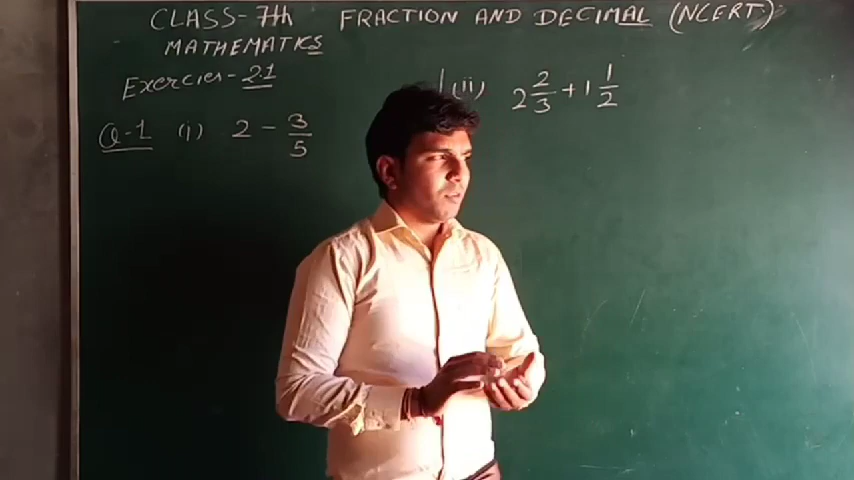 CLASS-7th FRACTION AND DECIMAL (NCERT)
MATHEMATICS
Exercies-2.1
Q-1 (i) 2 - 3/5
(ii) 2 2/3 + 1 1/2